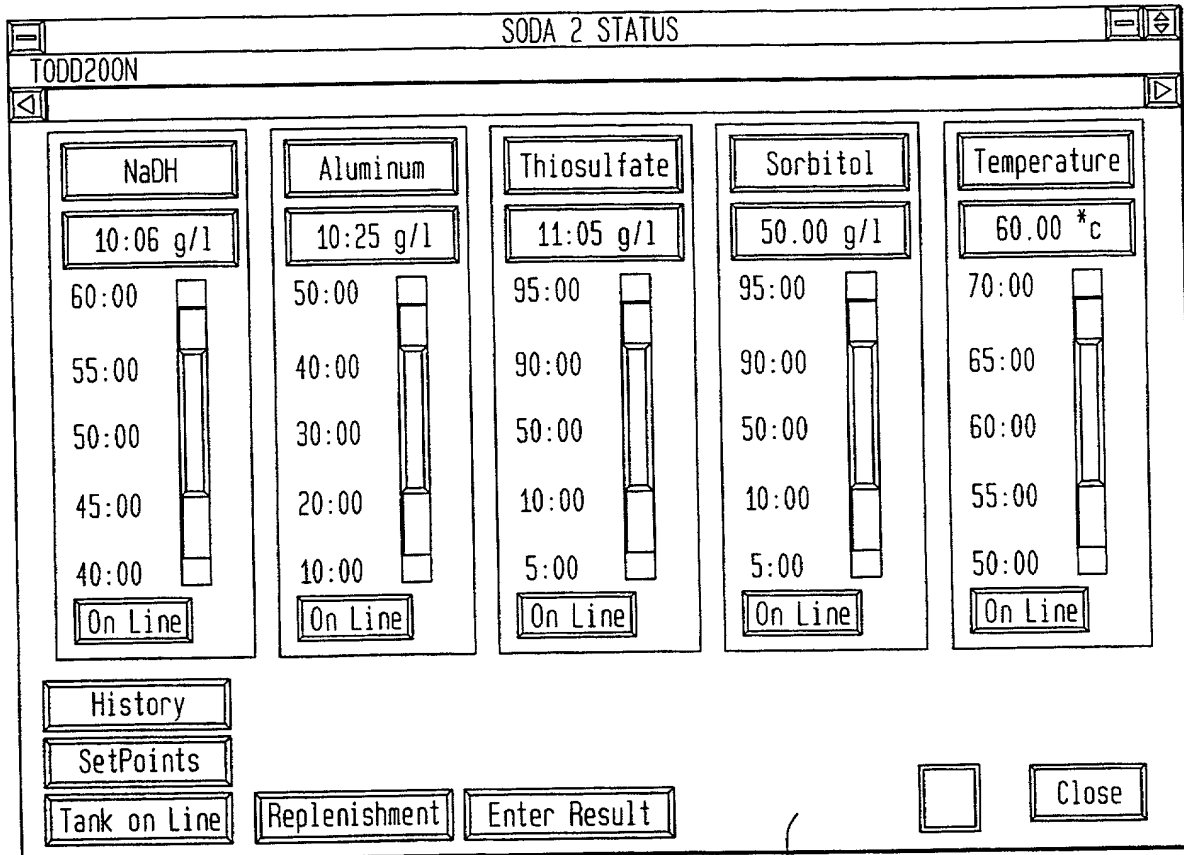 SODA 2 STATUS
TODD200N
NaDH
10:06 g/l
60:00
55:00
50:00
45:00
40:00
On Line
Aluminum
10:25 g/l
50:00
40:00
30:00
20:00
10:00
On Line
Thiosulfate
11:05 g/l
95:00
90:00
50:00
10:00
5:00
On Line
Sorbitol
50.00 g/l
95:00
90:00
50:00
10:00
5:00
On Line
Temperature
60.00 *c
70:00
65:00
60:00
55:00
50:00
On Line
History
SetPoints
Tank on Line
Replenishment
Enter Result
Close